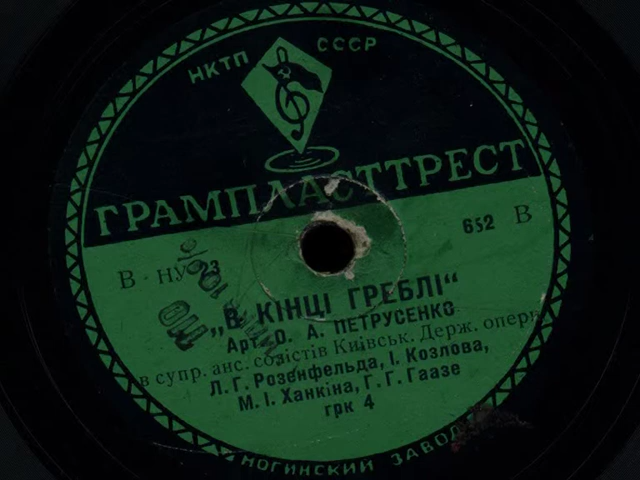 НКТП СССР
ГРАМПЛАСТТРЕСТ
652 В
В - НУ
„В КІНЦІ ГРЕБЛІ“
Арт. О. А. ПЕТРУСЕНКО
в супр. анс. солістів Київськ. Держ. опери
Л. Г. Розенфельда, І. Козлова,
М. І. Ханкіна, Г. Г. Гаазе
грк 4
НОГИНСКИЙ ЗАВОД